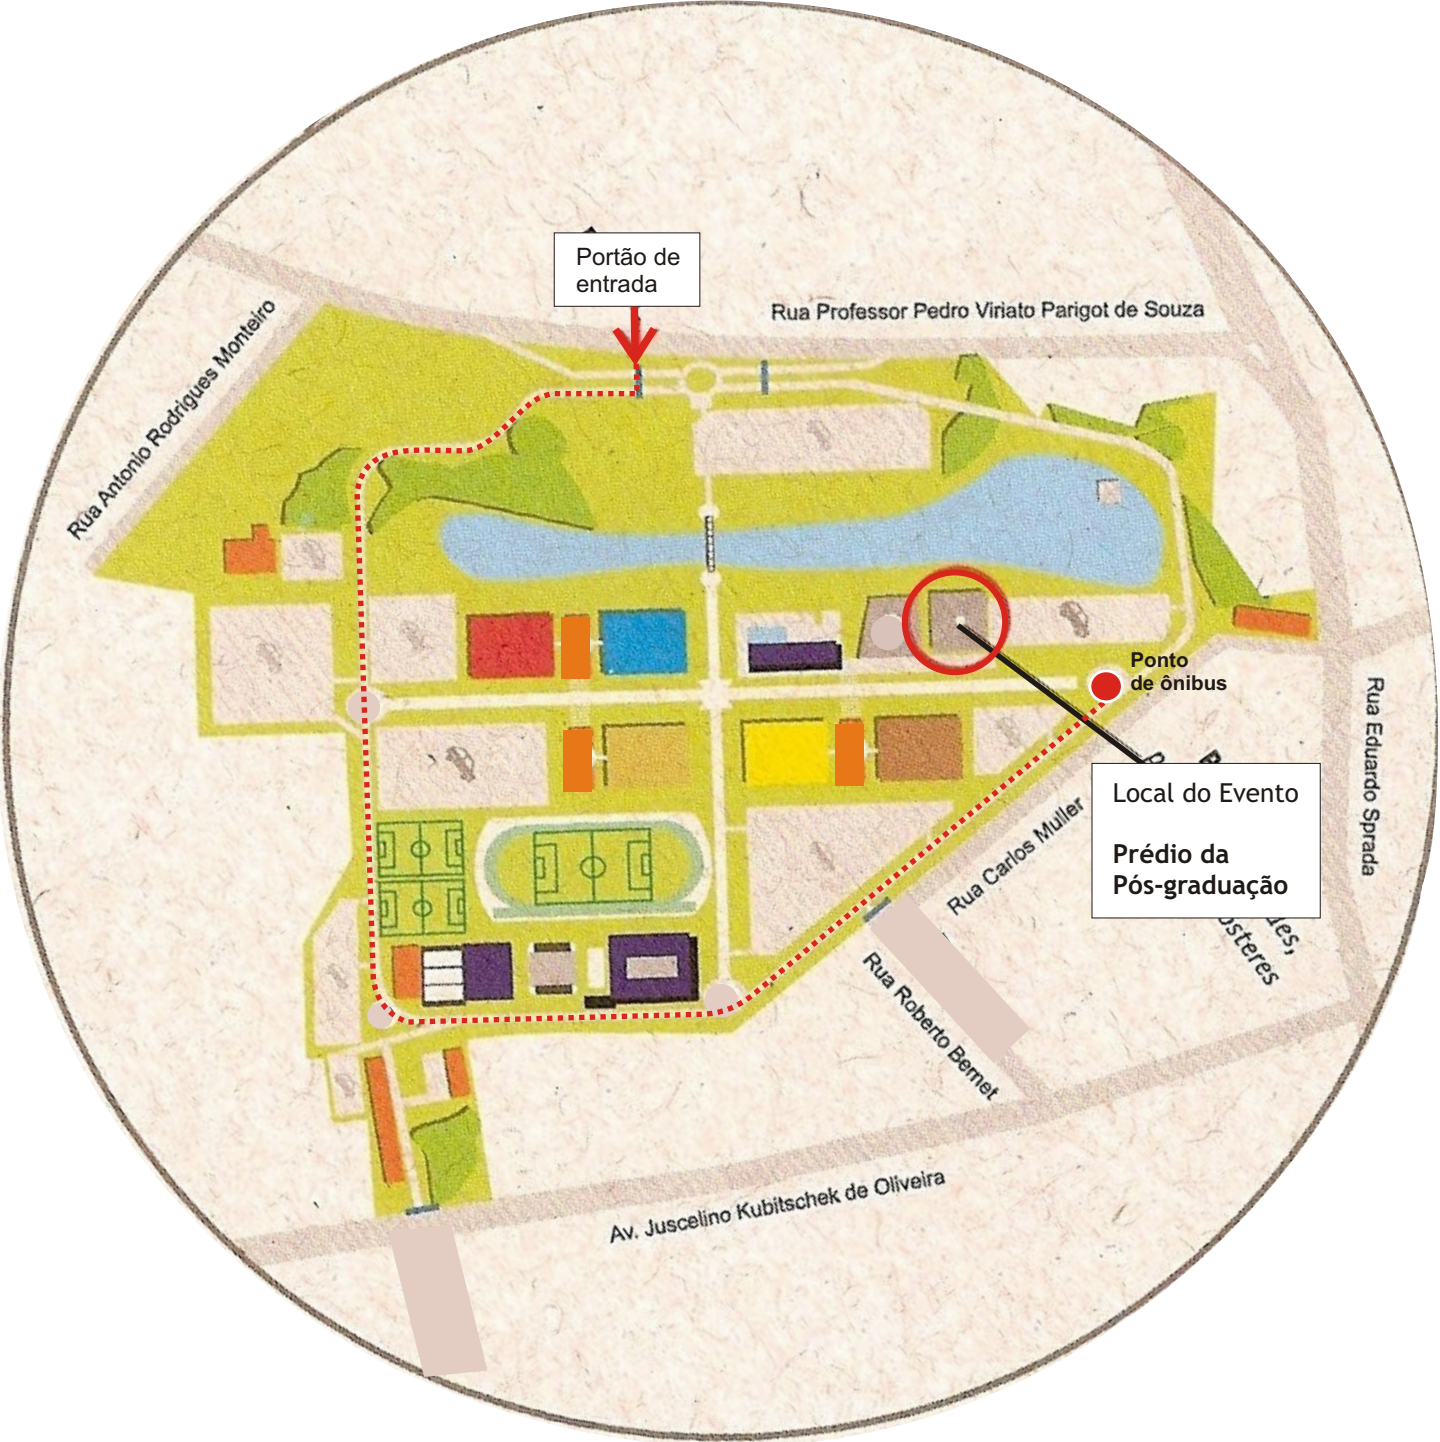 Portão de
entrada
Rua Professor Pedro Viriato Parigot de Souza
Rua Antonio Rodrigues Monteiro
Ponto
de ônibus
Local do Evento
Prédio da
Pós-graduação
Rua Eduardo Sprada
Rua Carlos Muller
Rua Roberto Bernet
Av. Juscelino Kubitschek de Oliveira